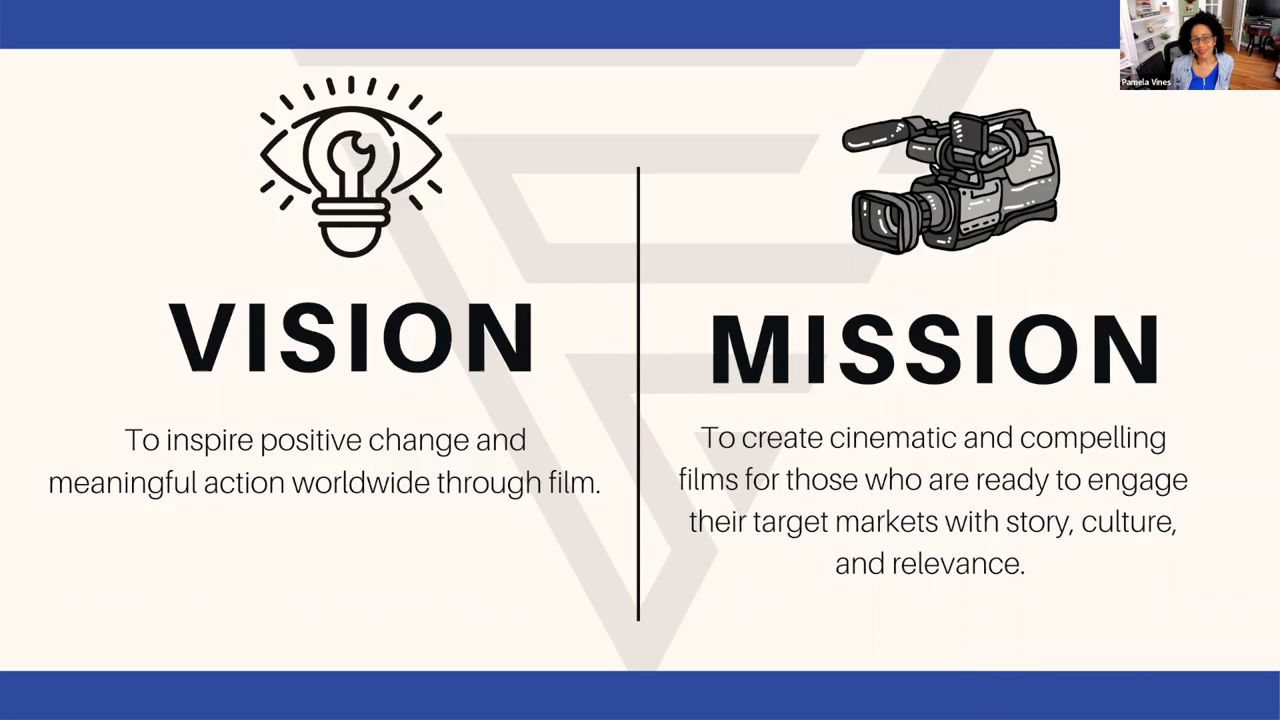 Pamela Vines
VISION
To inspire positive change and
meaningful action worldwide through film.
MISSION
To create cinematic and compelling
films for those who are ready to engage
their target markets with story, culture,
and relevance.